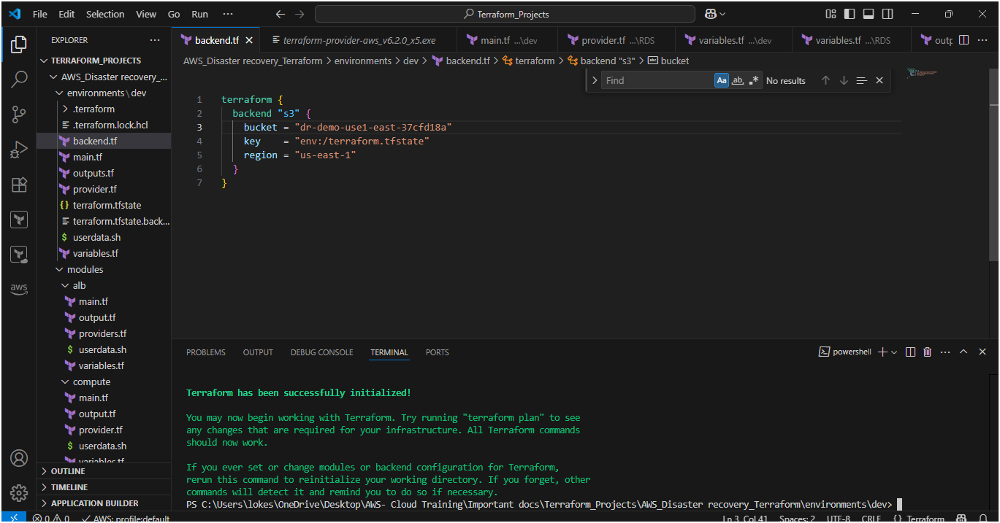 File Edit Selection View Go Run ··· Terraform_Projects
EXPLORER ···
TERRAFORM_PROJECTS
AWS_Disaster recovery_...
environments\dev
.terraform
.terraform.lock.hcl
backend.tf
main.tf
outputs.tf
provider.tf
{} terraform.tfstate
terraform.tfstate.back...
$ userdata.sh
variables.tf
modules
alb
main.tf
output.tf
providers.tf
$ userdata.sh
variables.tf
compute
main.tf
output.tf
provider.tf
$ userdata.sh
variables.tf
OUTLINE
TIMELINE
APPLICATION BUILDER
aws
backend.tf terraform-provider-aws_v6.2.0_x5.exe main.tf ...\dev provider.tf ...\RDS variables.tf ...\dev variables.tf ...\RDS outp ···
AWS_Disaster recovery_Terraform > environments > dev > backend.tf > terraform > backend "s3" > bucket
Find Aa ab .* No results
1 terraform {
2 backend "s3" {
3 bucket = "dr-demo-use1-east-37cfd18a"
4 key = "env:/terraform.tfstate"
5 region = "us-east-1"
6 }
7 }
PROBLEMS OUTPUT DEBUG CONSOLE TERMINAL PORTS powershell ···
Terraform has been successfully initialized!
You may now begin working with Terraform. Try running "terraform plan" to see
any changes that are required for your infrastructure. All Terraform commands
should now work.
If you ever set or change modules or backend configuration for Terraform,
rerun this command to reinitialize your working directory. If you forget, other
commands will detect it and remind you to do so if necessary.
PS C:\Users\lokes\OneDrive\Desktop\AWS- Cloud Training\Important docs\Terraform_Projects\AWS_Disaster recovery_Terraform\environments\dev>
0 0 AWS: profile:default Ln 3, Col 41 Spaces: 2 UTF-8 CRLF {} Terraform